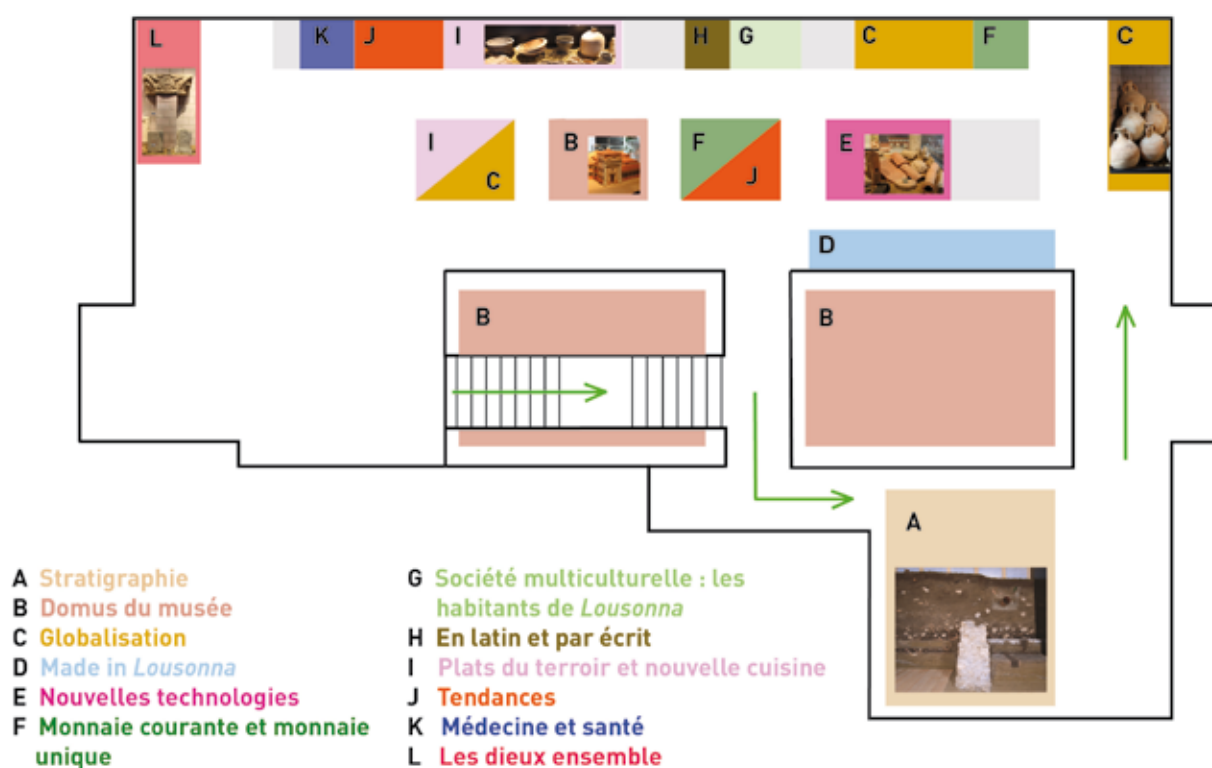 L
K
J
I
H
G
C
F
C
I
C
B
F
J
E
D
B
B
A
A Stratigraphie
B Domus du musée
C Globalisation
D Made in Lousonna
E Nouvelles technologies
F Monnaie courante et monnaie
unique
G Société multiculturelle : les
habitants de Lousonna
H En latin et par écrit
I Plats du terroir et nouvelle cuisine
J Tendances
K Médecine et santé
L Les dieux ensemble